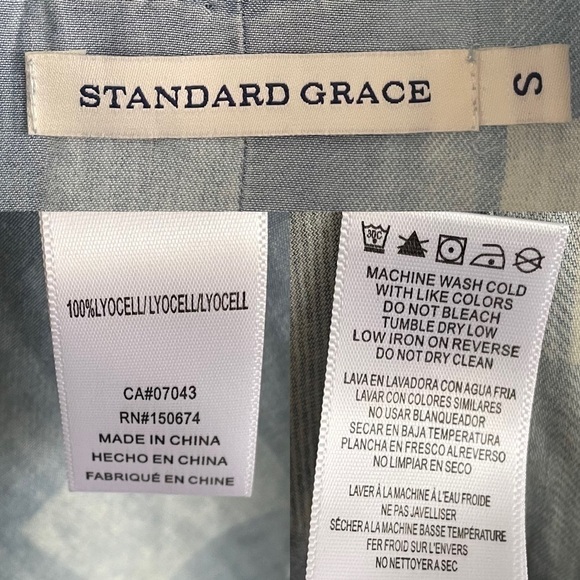 STANDARD GRACE
S
100%LYOCELL/LYOCELL/LYOCELL
CA#07043
RN#150674
MADE IN CHINA
HECHO EN CHINA
FABRIQUÉ EN CHINE
30C
MACHINE WASH COLD
WITH LIKE COLORS
DO NOT BLEACH
TUMBLE DRY LOW
LOW IRON ON REVERSE
DO NOT DRY CLEAN
LAVA EN LAVADORA CON AGUA FRIA
LAVAR CON COLORES SIMILARES
NO USAR BLANQUEADOR
SECAR EN BAJA TEMPERATURA
PLANCHA EN FRESCO ALREVERSO
NO LIMPIAR EN SECO
LAVER À LA MACHINE À L'EAU FROIDE
NE PAS JAVELLISER
SÉCHER A LA MACHINE BASSE TEMPÉRATURE
FER FROID SUR L'ENVERS
NO NETTOYER A SEC